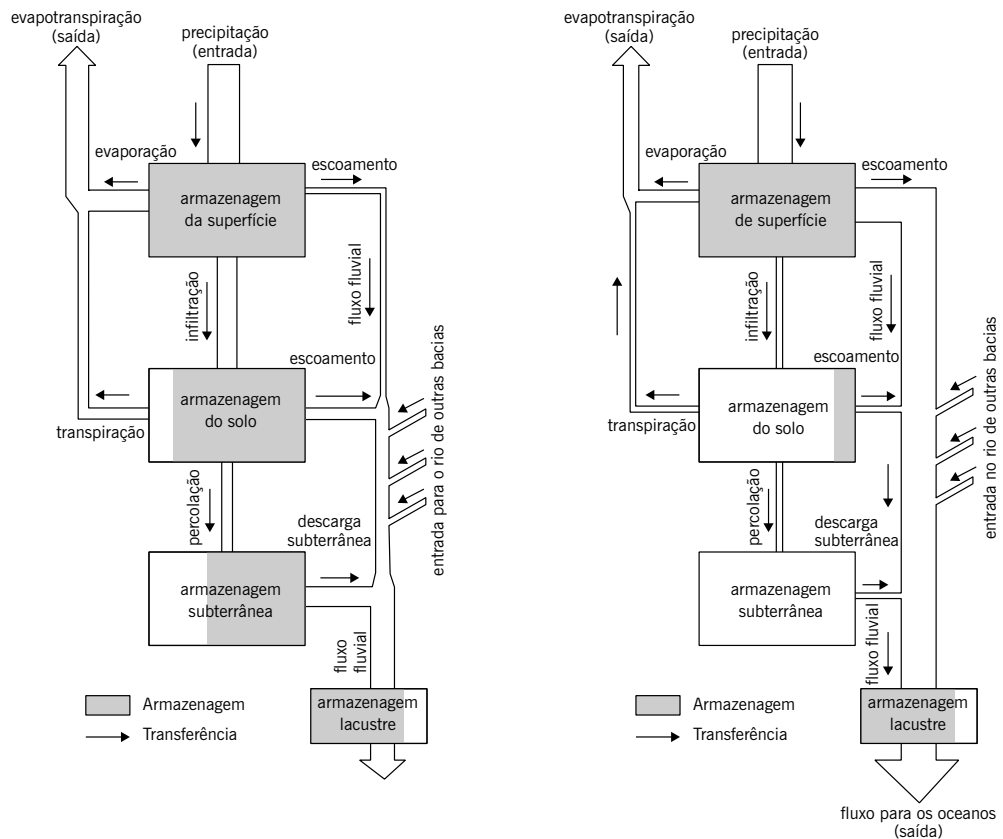 evapotranspiração
(saída)
precipitação
(entrada)
evaporação
escoamento
armazenagem
da superfície
infiltração
fluxo fluvial
escoamento
armazenagem
do solo
transpiração
entrada para o rio de outras bacias
percolação
descarga
subterrânea
armazenagem
subterrânea
fluxo
fluvial
armazenagem
lacustre
Armazenagem
Transferência
evapotranspiração
(saída)
precipitação
(entrada)
evaporação
escoamento
armazenagem
de superfície
infiltração
fluxo fluvial
escoamento
armazenagem
do solo
transpiração
entrada no rio de outras bacias
percolação
descarga
subterrânea
armazenagem
subterrânea
fluxo fluvial
armazenagem
lacustre
Armazenagem
Transferência
fluxo para os oceanos
(saída)